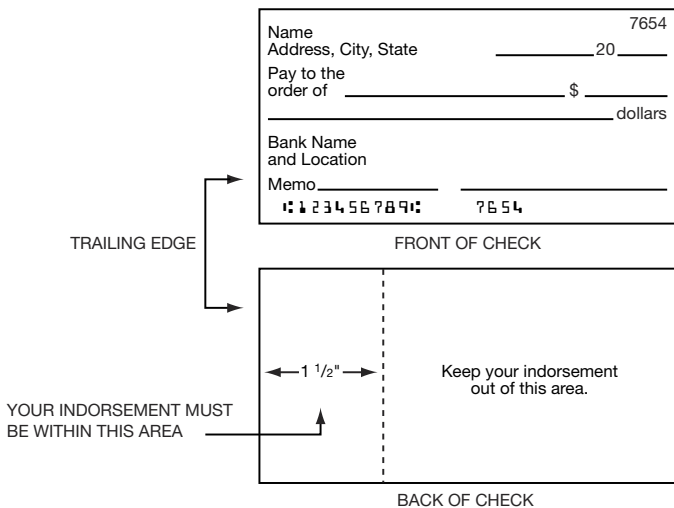 7654
Name
Address, City, State 20
Pay to the
order of $
dollars
Bank Name
and Location
Memo
⑆123456789⑆ 7654
TRAILING EDGE
FRONT OF CHECK
1 1/2"
Keep your indorsement
out of this area.
YOUR INDORSEMENT MUST
BE WITHIN THIS AREA
BACK OF CHECK